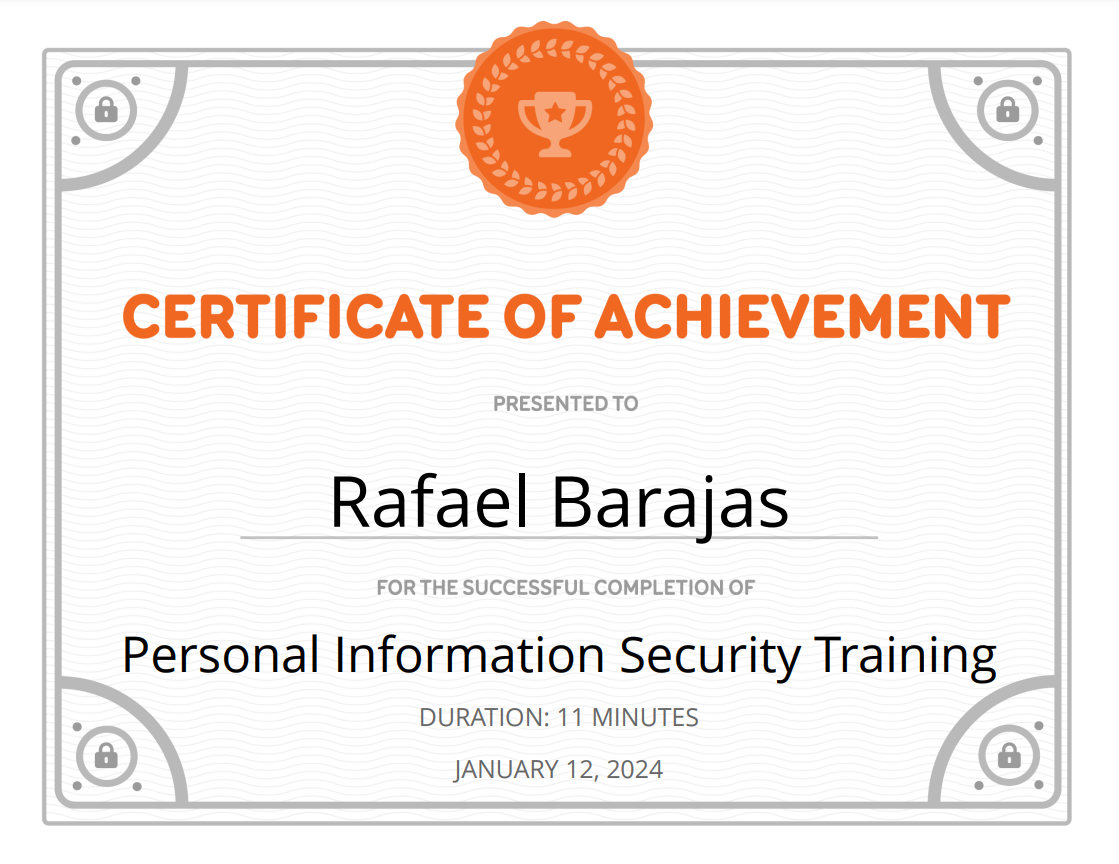 CERTIFICATE OF ACHIEVEMENT
PRESENTED TO
Rafael Barajas
FOR THE SUCCESSFUL COMPLETION OF
Personal Information Security Training
DURATION: 11 MINUTES
JANUARY 12, 2024